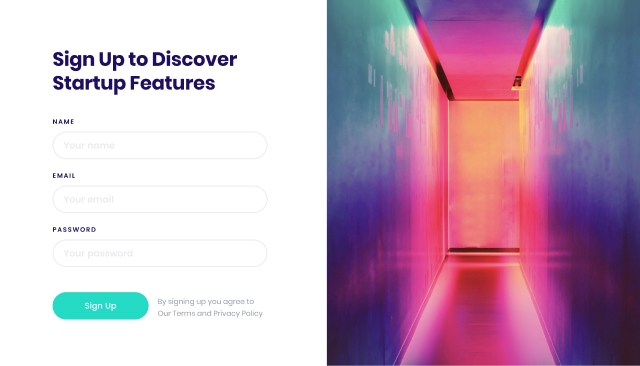 Sign Up to Discover
Startup Features
NAME
Your name
EMAIL
Your email
PASSWORD
Your password
Sign Up
By signing up you agree to
Our Terms and Privacy Policy